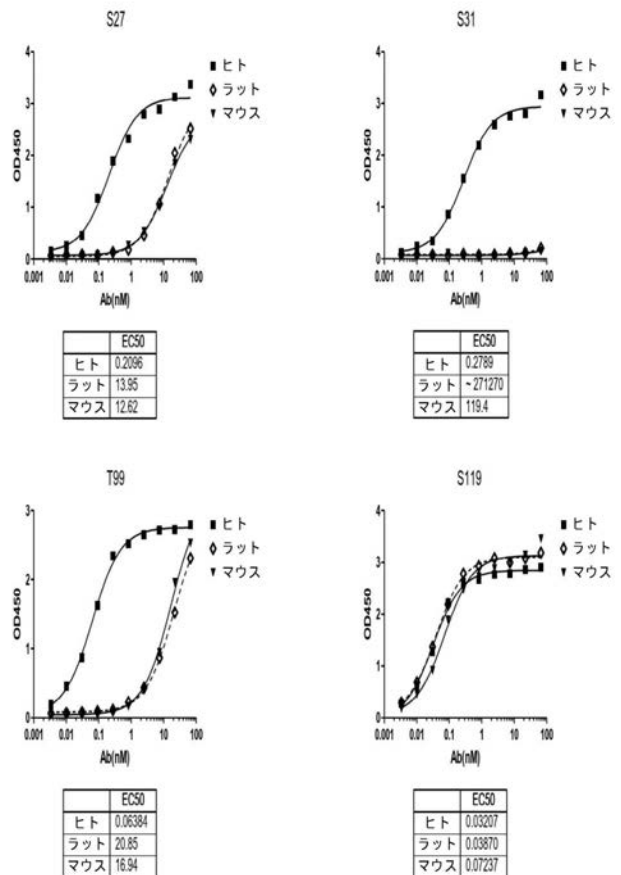 S27
4
3
2
1
0
OD450
0.001 0.01 0.1 1 10 100
Ab(nM)
ヒト
ラット
マウス
EC50
ヒト 0.2096
ラット 13.95
マウス 12.62
S31
4
3
2
1
0
OD450
0.001 0.01 0.1 1 10 100
Ab(nM)
ヒト
ラット
マウス
EC50
ヒト 0.2789
ラット ~271270
マウス 119.4
T99
3
2
1
0
OD450
0.001 0.01 0.1 1 10 100
Ab(nM)
ヒト
ラット
マウス
EC50
ヒト 0.06384
ラット 20.85
マウス 16.94
S119
4
3
2
1
0
OD450
0.001 0.01 0.1 1 10 100
Ab(nM)
ヒト
ラット
マウス
EC50
ヒト 0.03207
ラット 0.03870
マウス 0.07237